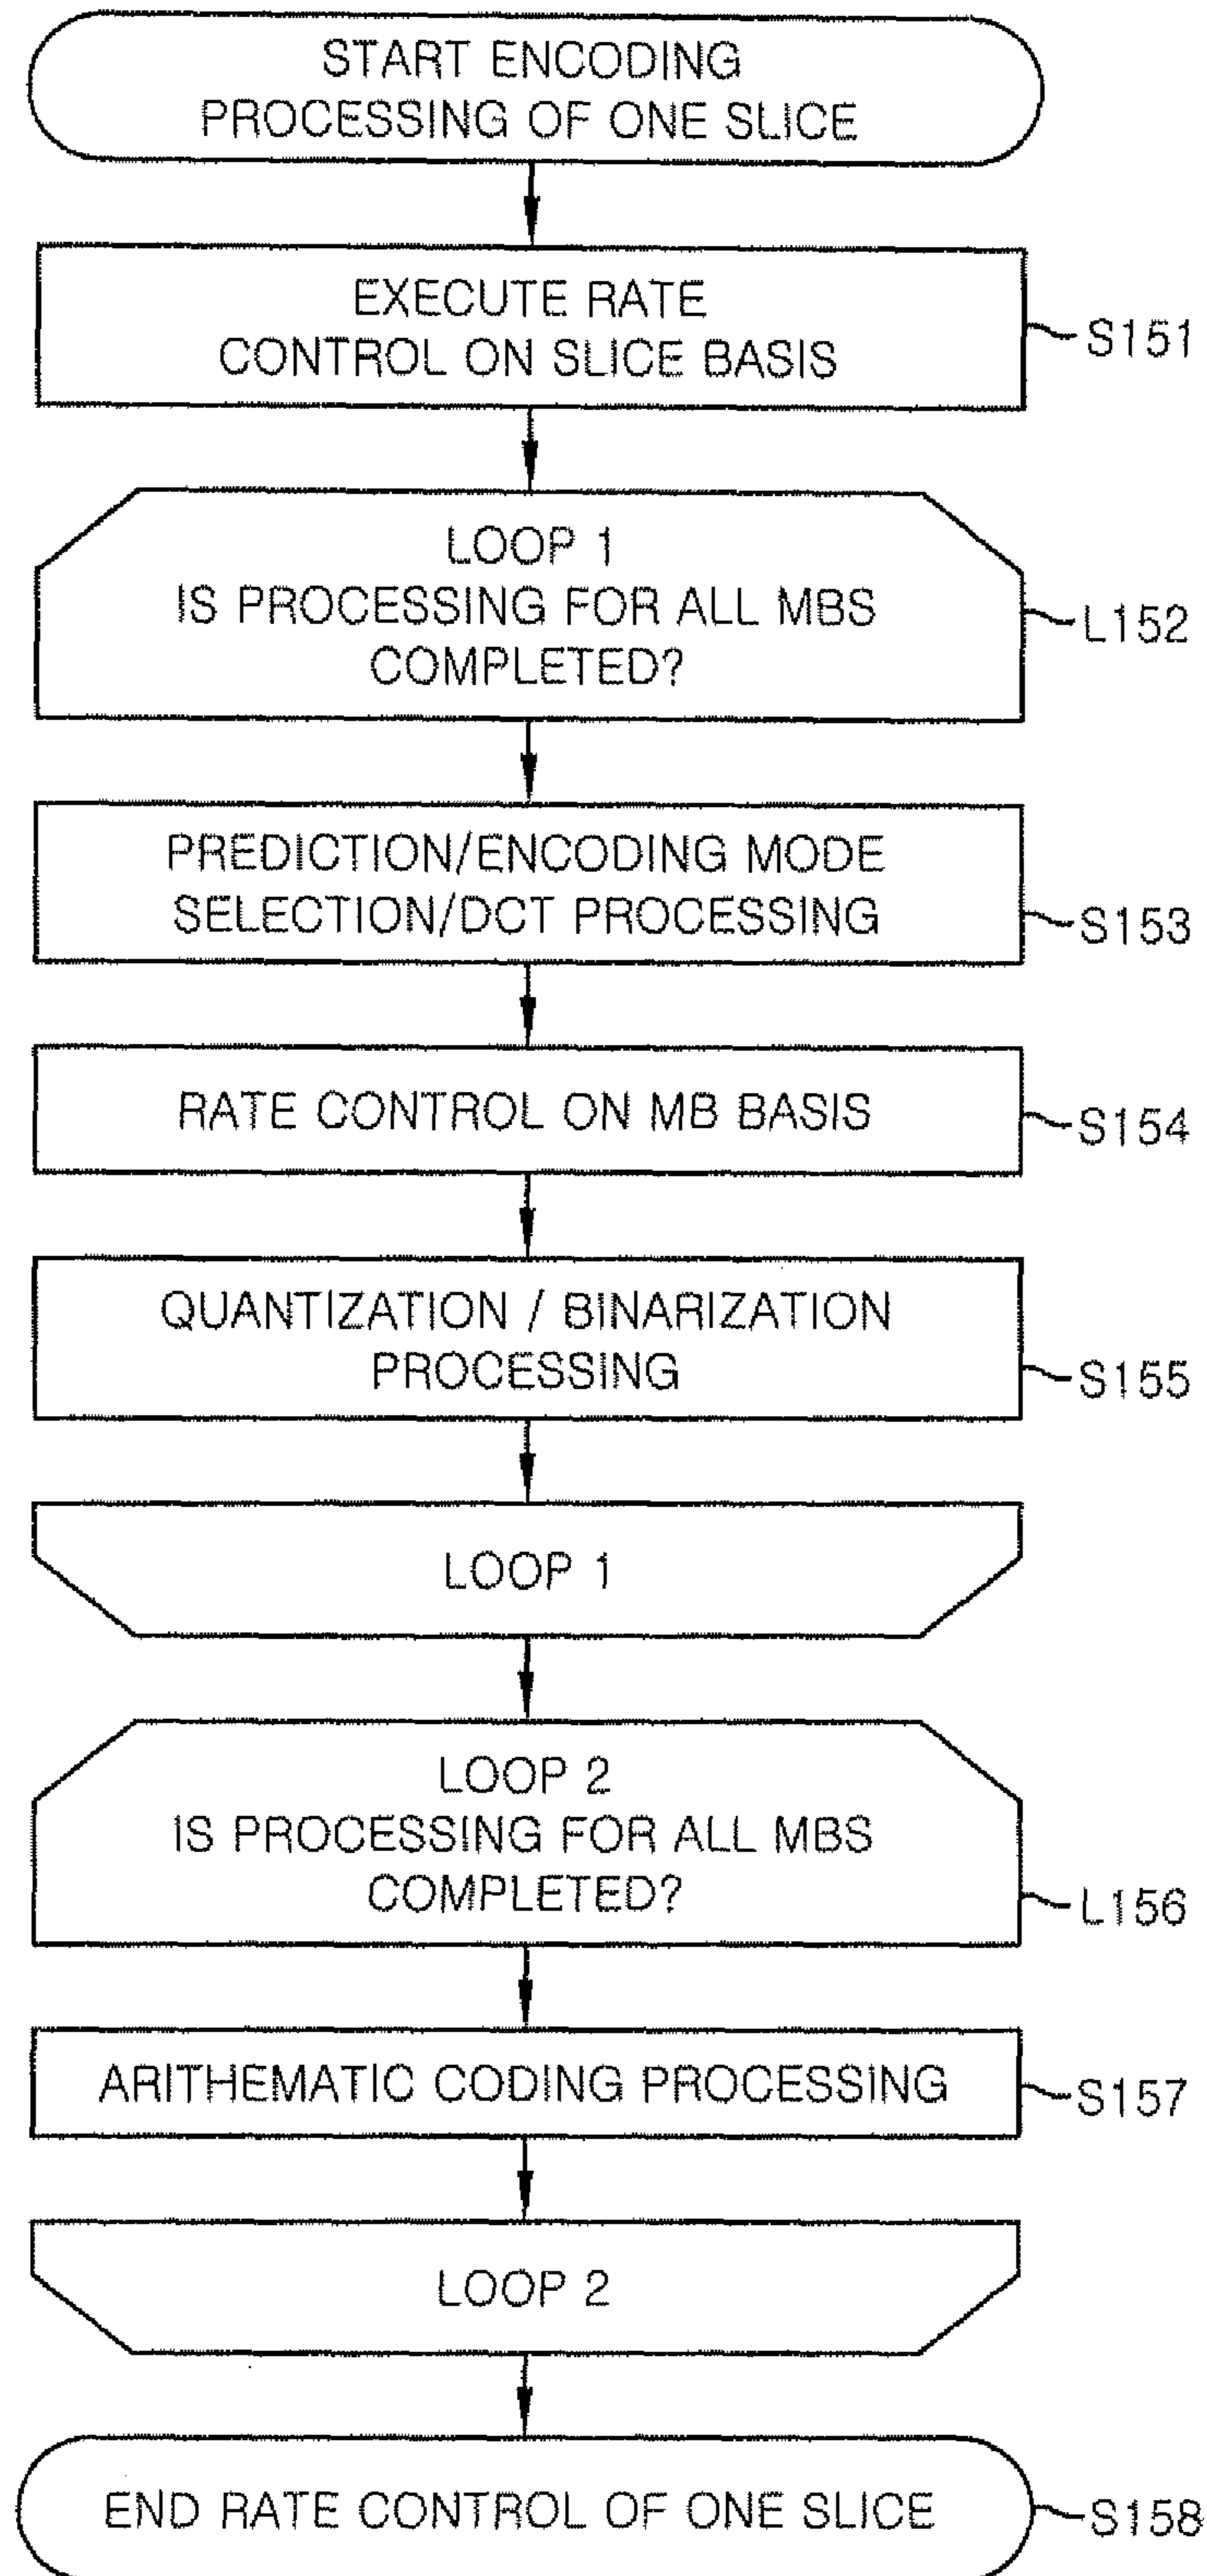 START ENCODING
PROCESSING OF ONE SLICE
EXECUTE RATE
CONTROL ON SLICE BASIS
S151
LOOP 1
IS PROCESSING FOR ALL MBS
COMPLETED?
L152
PREDICTION/ENCODING MODE
SELECTION/DCT PROCESSING
S153
RATE CONTROL ON MB BASIS
S154
QUANTIZATION / BINARIZATION
PROCESSING
S155
LOOP 1
LOOP 2
IS PROCESSING FOR ALL MBS
COMPLETED?
L156
ARITHEMATIC CODING PROCESSING
S157
LOOP 2
END RATE CONTROL OF ONE SLICE
S158